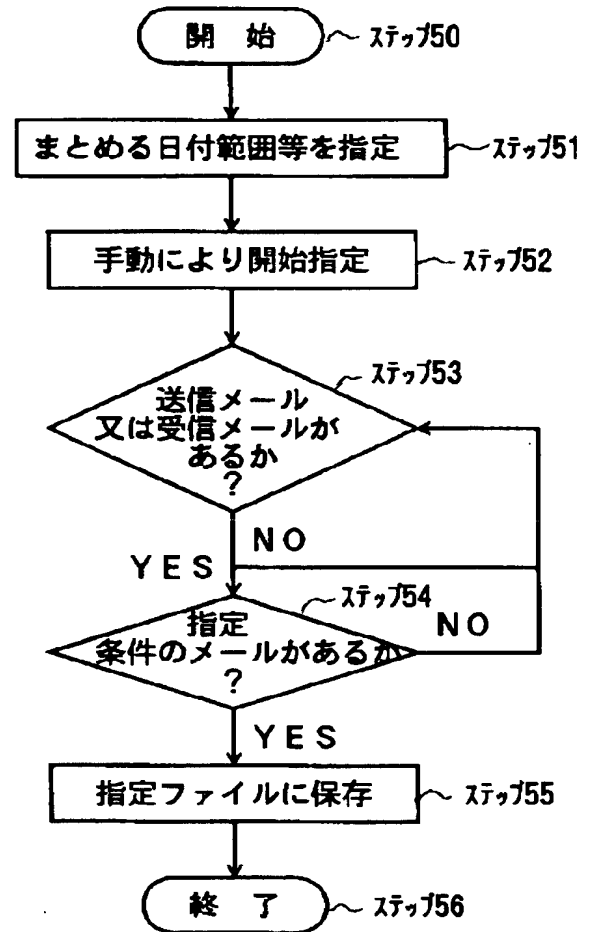 開 始
ステップ50
まとめる日付範囲等を指定
ステップ51
手動により開始指定
ステップ52
ステップ53
送信メール
又は受信メールが
あるか
?
NO
YES
ステップ54
指定
条件のメールがあるか
?
NO
YES
指定ファイルに保存
ステップ55
終 了
ステップ56